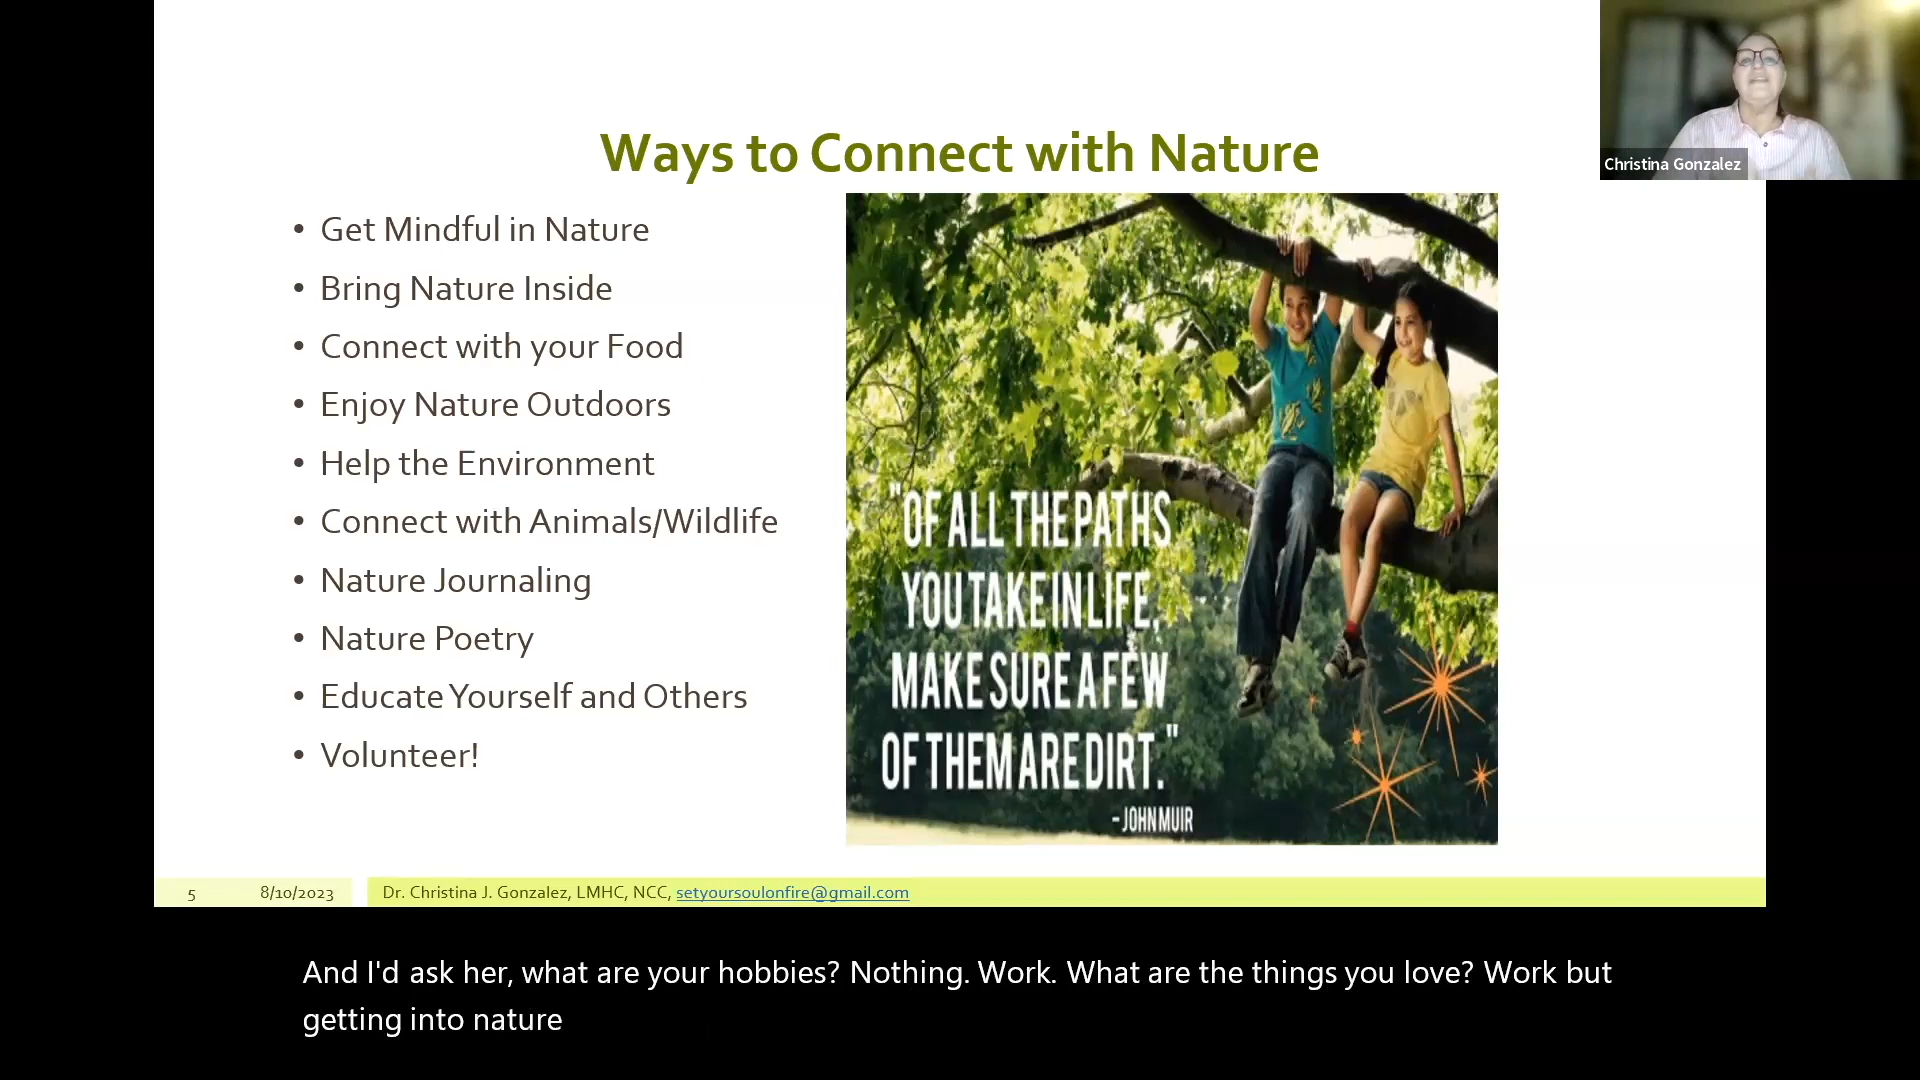 Christina Gonzalez
Ways to Connect with Nature
• Get Mindful in Nature
• Bring Nature Inside
• Connect with your Food
• Enjoy Nature Outdoors
• Help the Environment
• Connect with Animals/Wildlife
• Nature Journaling
• Nature Poetry
• Educate Yourself and Others
• Volunteer!
"OF ALL THE PATHS
YOU TAKE IN LIFE,
MAKE SURE A FEW
OF THEM ARE DIRT."
- JOHN MUIR
5 8/10/2023 Dr. Christina J. Gonzalez, LMHC, NCC, setyoursoulonfire@gmail.com
And I'd ask her, what are your hobbies? Nothing. Work. What are the things you love? Work but
getting into nature